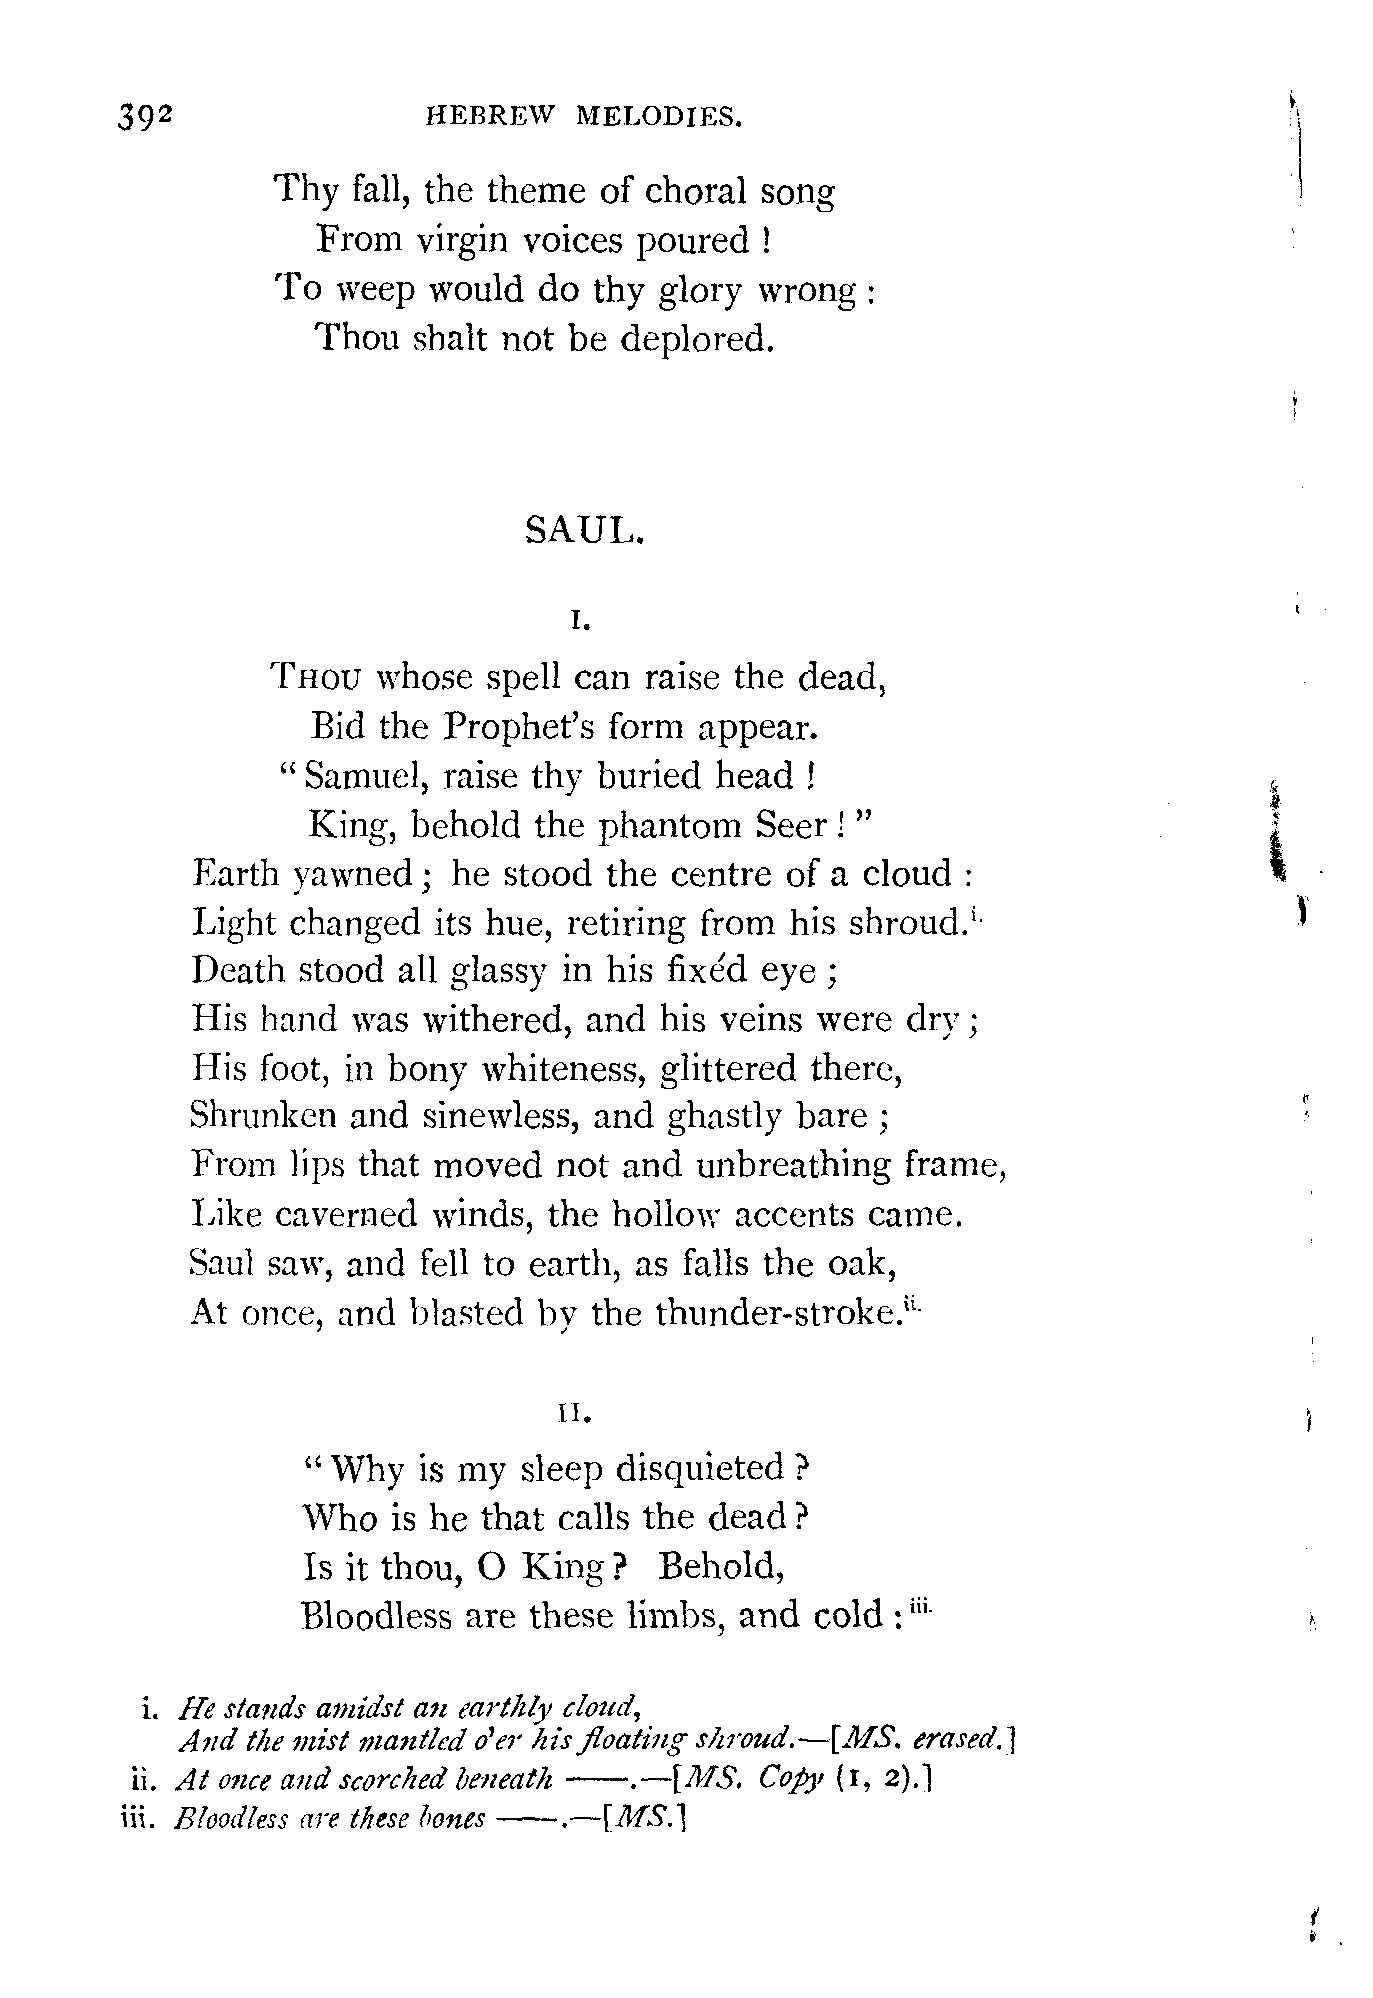 392 HEBREW MELODIES.
Thy fall, the theme of choral song
From virgin voices poured !
To weep would do thy glory wrong :
Thou shalt not be deplored.
SAUL.
I.
THOU whose spell can raise the dead,
Bid the Prophet's form appear.
“ Samuel, raise thy buried head !
King, behold the phantom Seer ! ”
Earth yawned ; he stood the centre of a cloud :
Light changed its hue, retiring from his shroud.i.
Death stood all glassy in his fixéd eye ;
His hand was withered, and his veins were dry ;
His foot, in bony whiteness, glittered there,
Shrunken and sinewless, and ghastly bare ;
From lips that moved not and unbreathing frame,
Like caverned winds, the hollow accents came.
Saul saw, and fell to earth, as falls the oak,
At once, and blasted by the thunder-stroke.ii.
II.
“ Why is my sleep disquieted ?
Who is he that calls the dead ?
Is it thou, O King ? Behold,
Bloodless are these limbs, and cold : iii.
i. He stands amidst an earthly cloud,
And the mist mantled o'er his floating shroud.—[MS. erased.]
ii. At once and scorched beneath ——.—[MS. Copy (1, 2).]
iii. Bloodless are these bones ——.—[MS.]